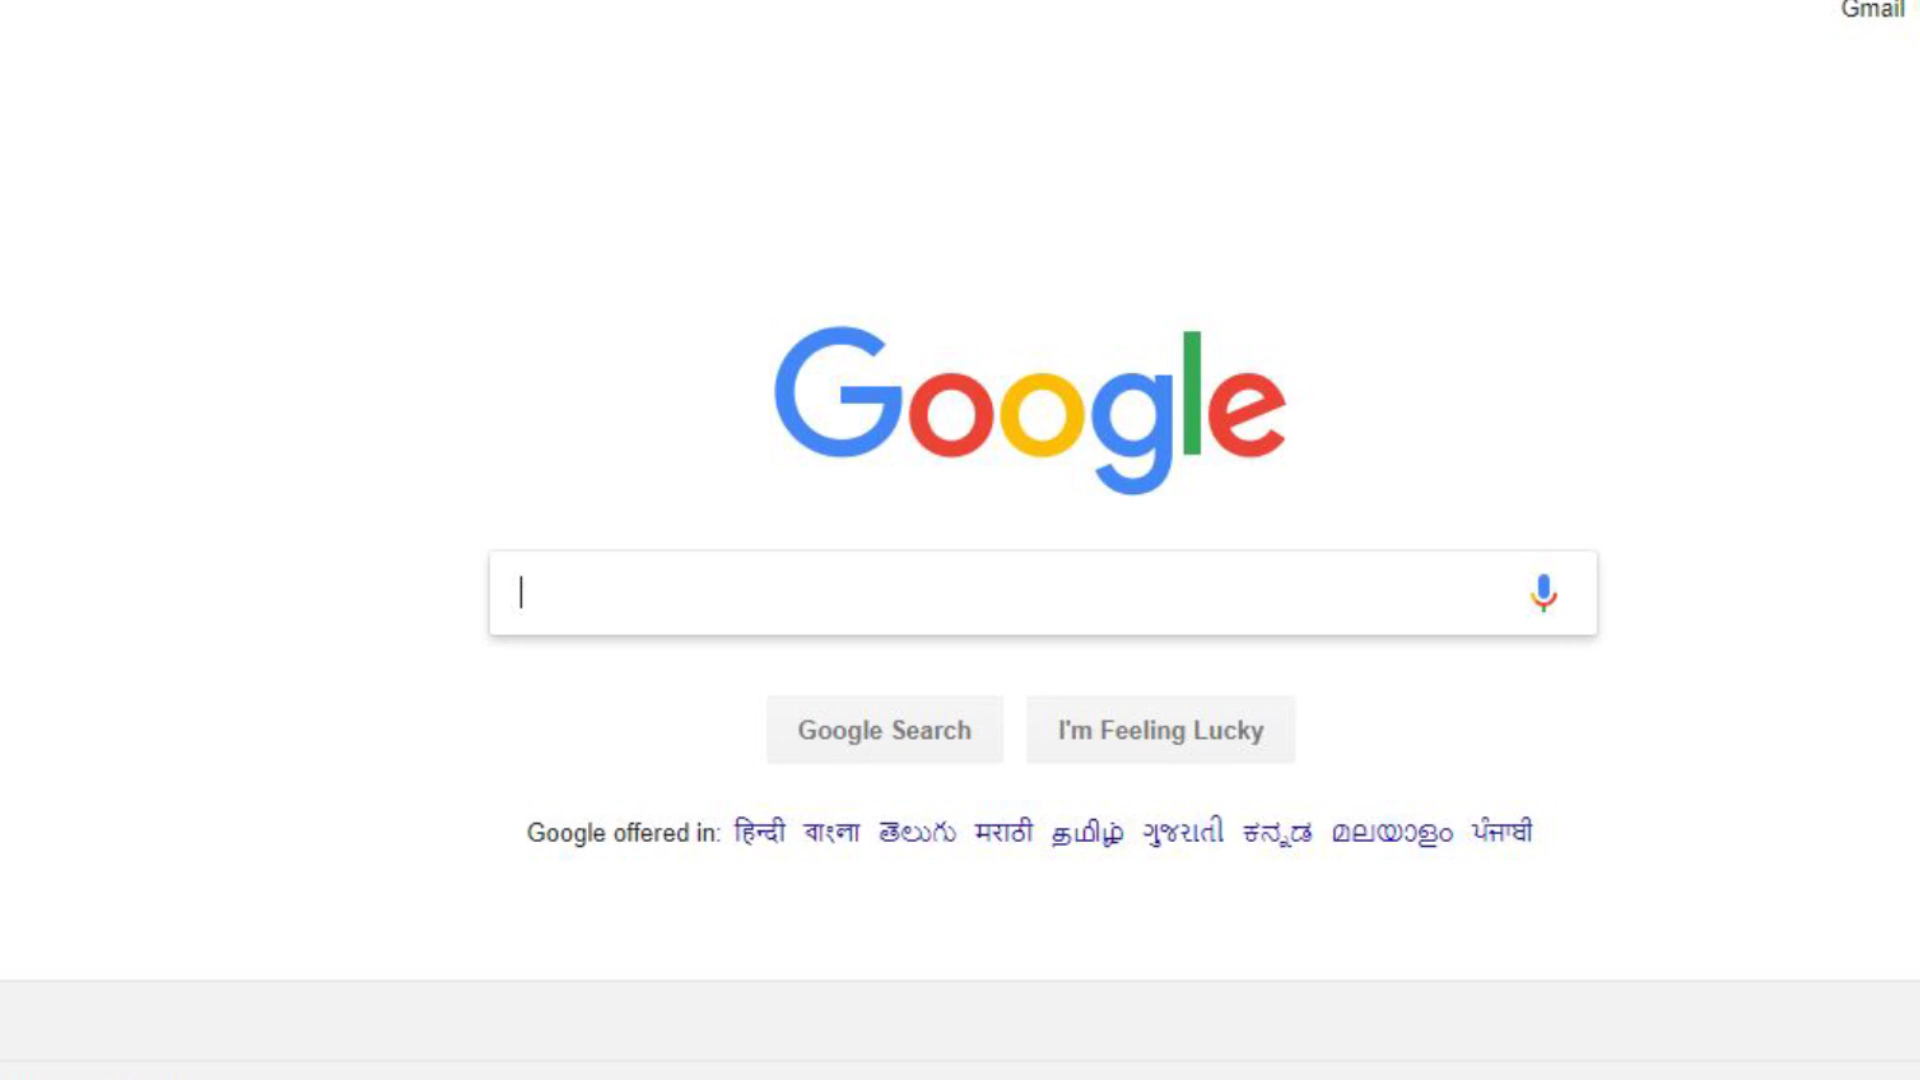 Gmail
Google
Google Search I'm Feeling Lucky
Google offered in: हिन्दी বাংলা తెలుగు मराठी தமிழ் ગુજરાતી ಕನ್ನಡ മലയാളം ਪੰਜਾਬੀ